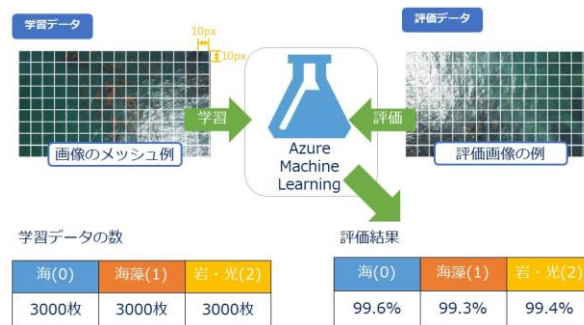 学習データ
評価データ
10px
10px
学習
評価
Azure
Machine
Learning
画像のメッシュ例
評価画像の例
学習データの数
海(0) 海藻(1) 岩・光(2)
3000枚 3000枚 3000枚
評価結果
海(0) 海藻(1) 岩・光(2)
99.6% 99.3% 99.4%